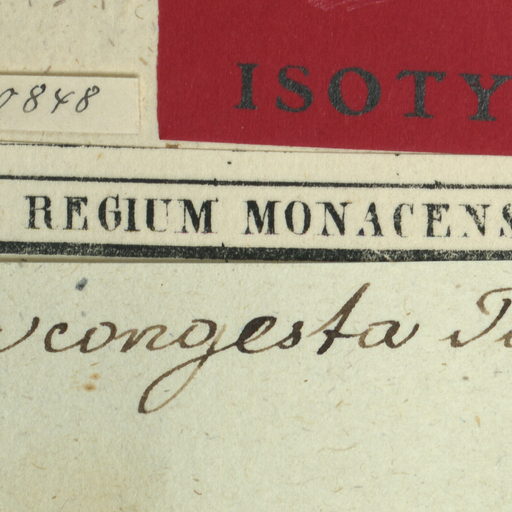 ISOTY
0848
REGIUM MONACENS
congesta